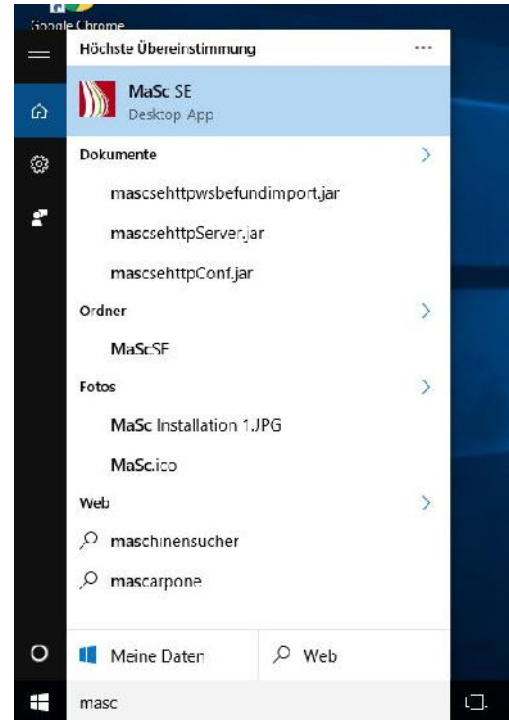 Google Chrome
Höchste Übereinstimmung
MaSc SE
Desktop-App
Dokumente
mascsehttpwsbefundimport.jar
mascsehttpServer.jar
mascsehttpConf.jar
Ordner
MaScSE
Fotos
MaSc Installation 1.JPG
MaSc.ico
Web
maschinensucher
mascarpone
Meine Daten
Web
masc